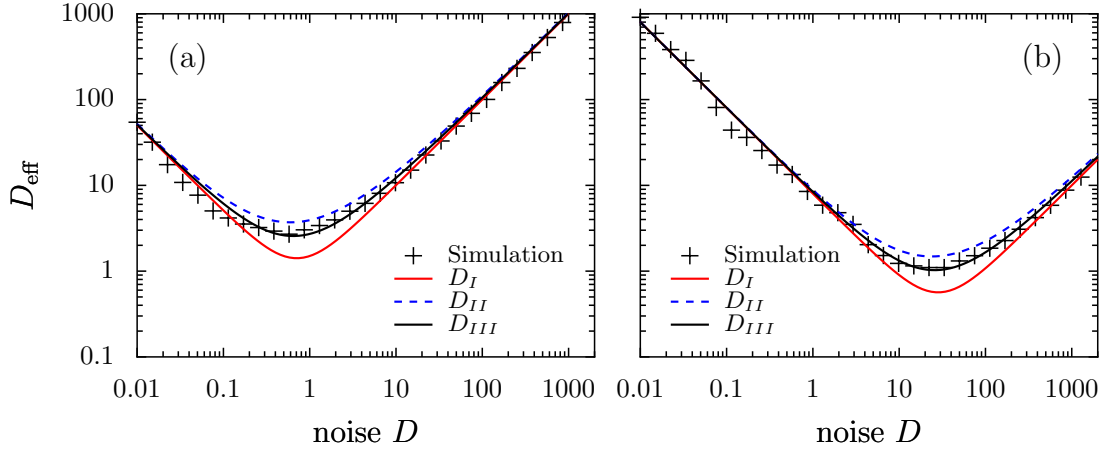 1000
100
10
1
0.1
D_eff
(a)
Simulation
D_I
D_II
D_III
0.01 0.1 1 10 100 1000
noise D
(b)
Simulation
D_I
D_II
D_III
0.01 0.1 1 10 100 1000
noise D